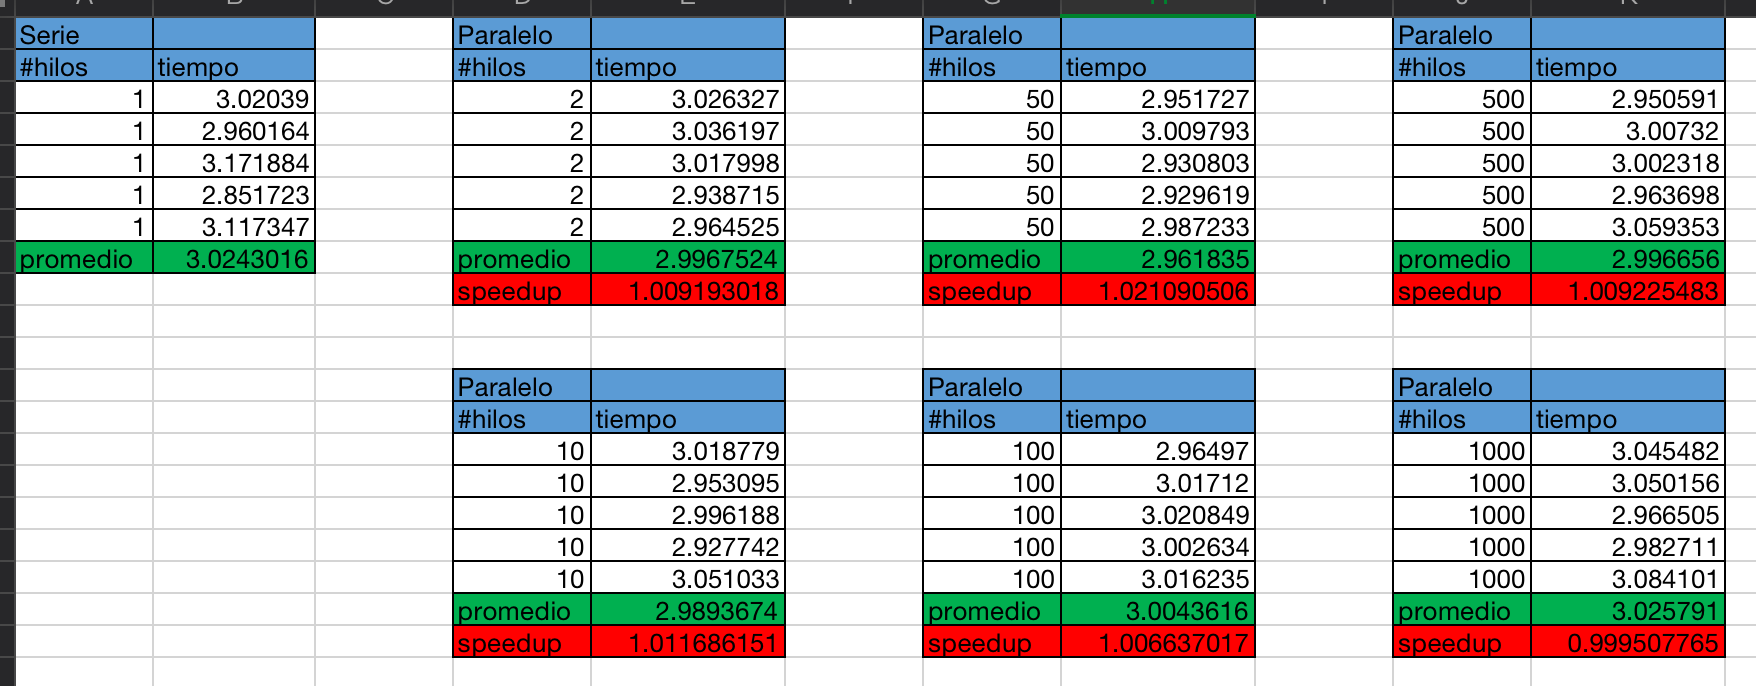 Serie
#hilos tiempo
1 3.02039
1 2.960164
1 3.171884
1 2.851723
1 3.117347
promedio 3.0243016
Paralelo
#hilos tiempo
2 3.026327
2 3.036197
2 3.017998
2 2.938715
2 2.964525
promedio 2.9967524
speedup 1.009193018
Paralelo
#hilos tiempo
50 2.951727
50 3.009793
50 2.930803
50 2.929619
50 2.987233
promedio 2.961835
speedup 1.021090506
Paralelo
#hilos tiempo
500 2.950591
500 3.00732
500 3.002318
500 2.963698
500 3.059353
promedio 2.996656
speedup 1.009225483
Paralelo
#hilos tiempo
10 3.018779
10 2.953095
10 2.996188
10 2.927742
10 3.051033
promedio 2.9893674
speedup 1.011686151
Paralelo
#hilos tiempo
100 2.96497
100 3.01712
100 3.020849
100 3.002634
100 3.016235
promedio 3.0043616
speedup 1.006637017
Paralelo
#hilos tiempo
1000 3.045482
1000 3.050156
1000 2.966505
1000 2.982711
1000 3.084101
promedio 3.025791
speedup 0.999507765